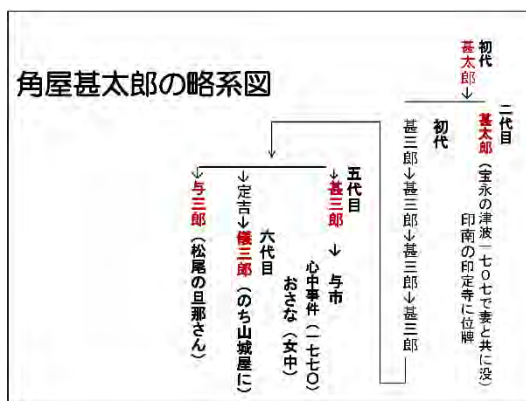 角屋甚太郎の略系図
初代
甚太郎↓
二代目
甚太郎（宝永の津波一七〇七で妻と共に没）
印南の印定寺に位牌
初代
甚三郎↓甚三郎↓甚三郎↓甚三郎
五代目
↓甚三郎 ↓ 与市
心中事件（一七七〇）
おさな（女中）
六代目
↓定吉↓儀三郎（のち山城屋に）
↓与三郎（松尾の旦那さん）